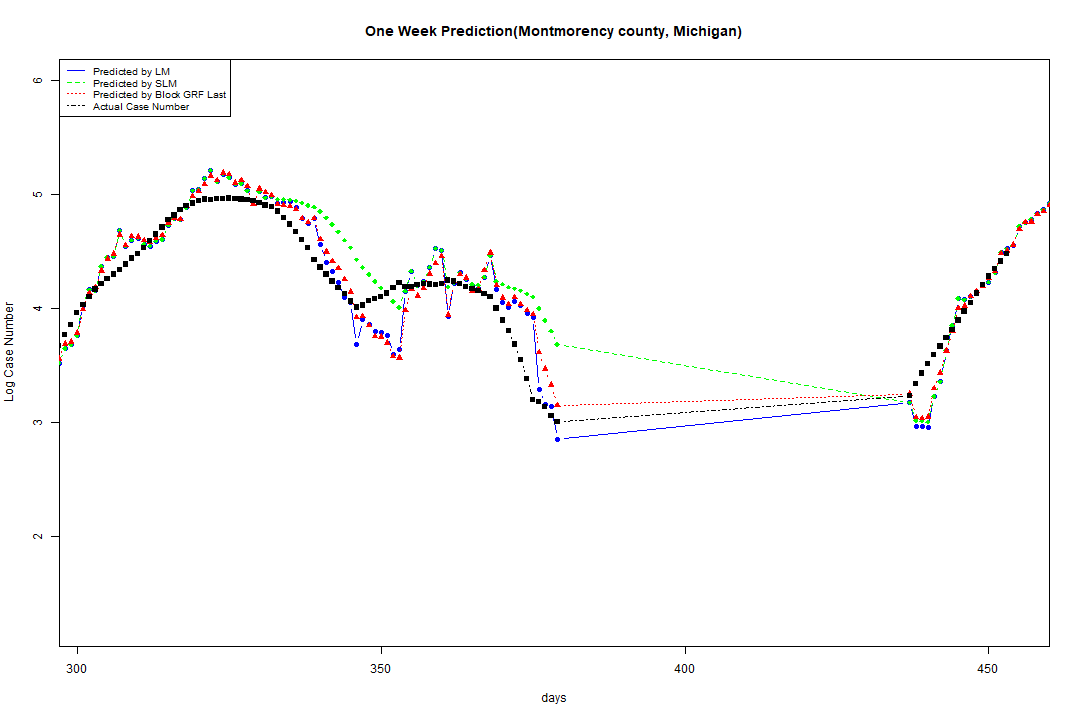 One Week Prediction(Montmorency county, Michigan)
Predicted by LM
Predicted by SLM
Predicted by Block GRF Last
Actual Case Number
6
5
4
3
2
Log Case Number
300
350
400
450
days